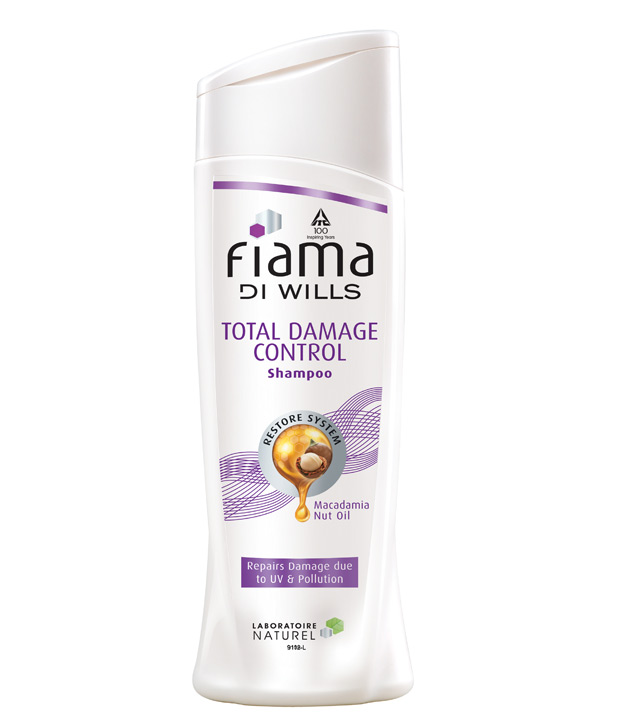 ITC
100
Inspiring Years
fiama
DI WILLS
TOTAL DAMAGE
CONTROL
Shampoo
RESTORE SYSTEM
Macadamia
Nut Oil
Repairs Damage due
to UV & Pollution
LABORATOIRE
NATUREL